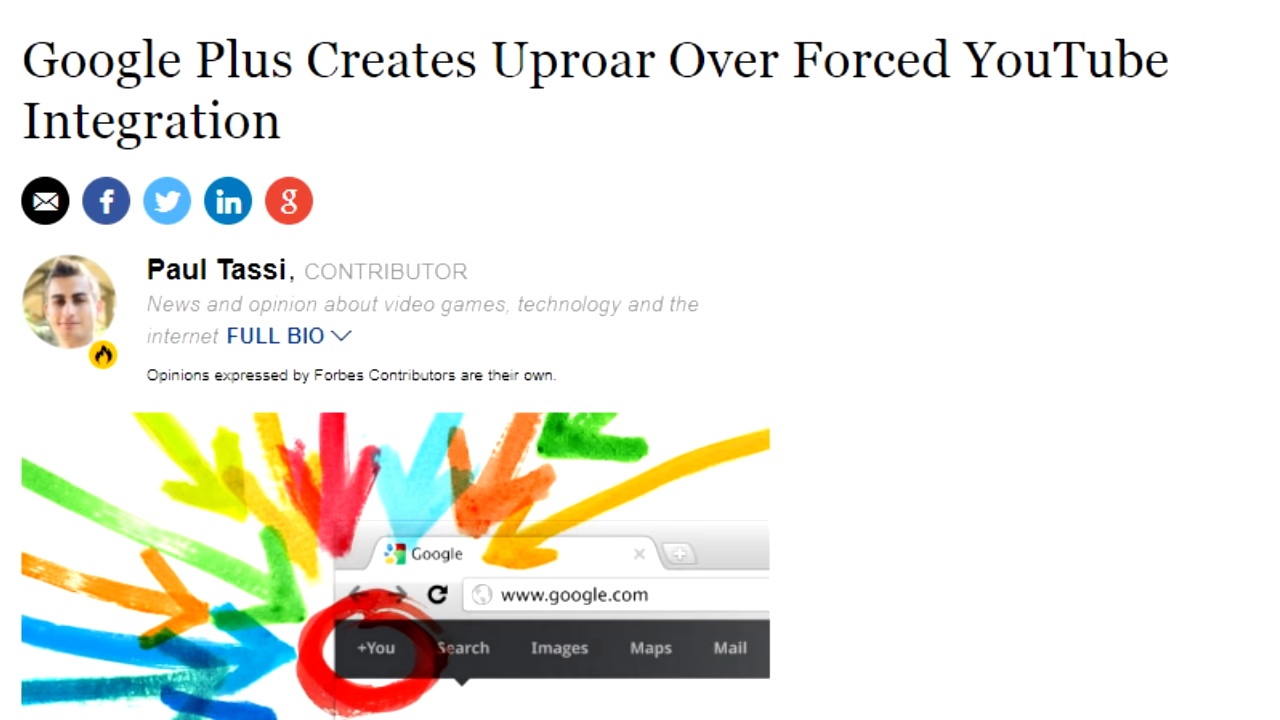 Google Plus Creates Uproar Over Forced YouTube
Integration
f in g
Paul Tassi, CONTRIBUTOR
News and opinion about video games, technology and the
internet FULL BIO
Opinions expressed by Forbes Contributors are their own.
Google
www.google.com
+You Search Images Maps Mail